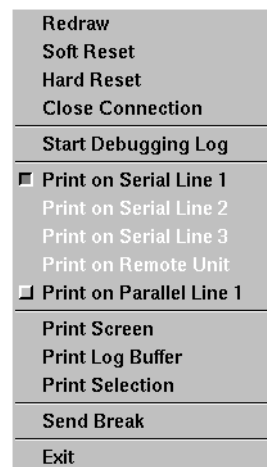 Redraw
Soft Reset
Hard Reset
Close Connection
Start Debugging Log
Print on Serial Line 1
Print on Serial Line 2
Print on Serial Line 3
Print on Remote Unit
Print on Parallel Line 1
Print Screen
Print Log Buffer
Print Selection
Send Break
Exit